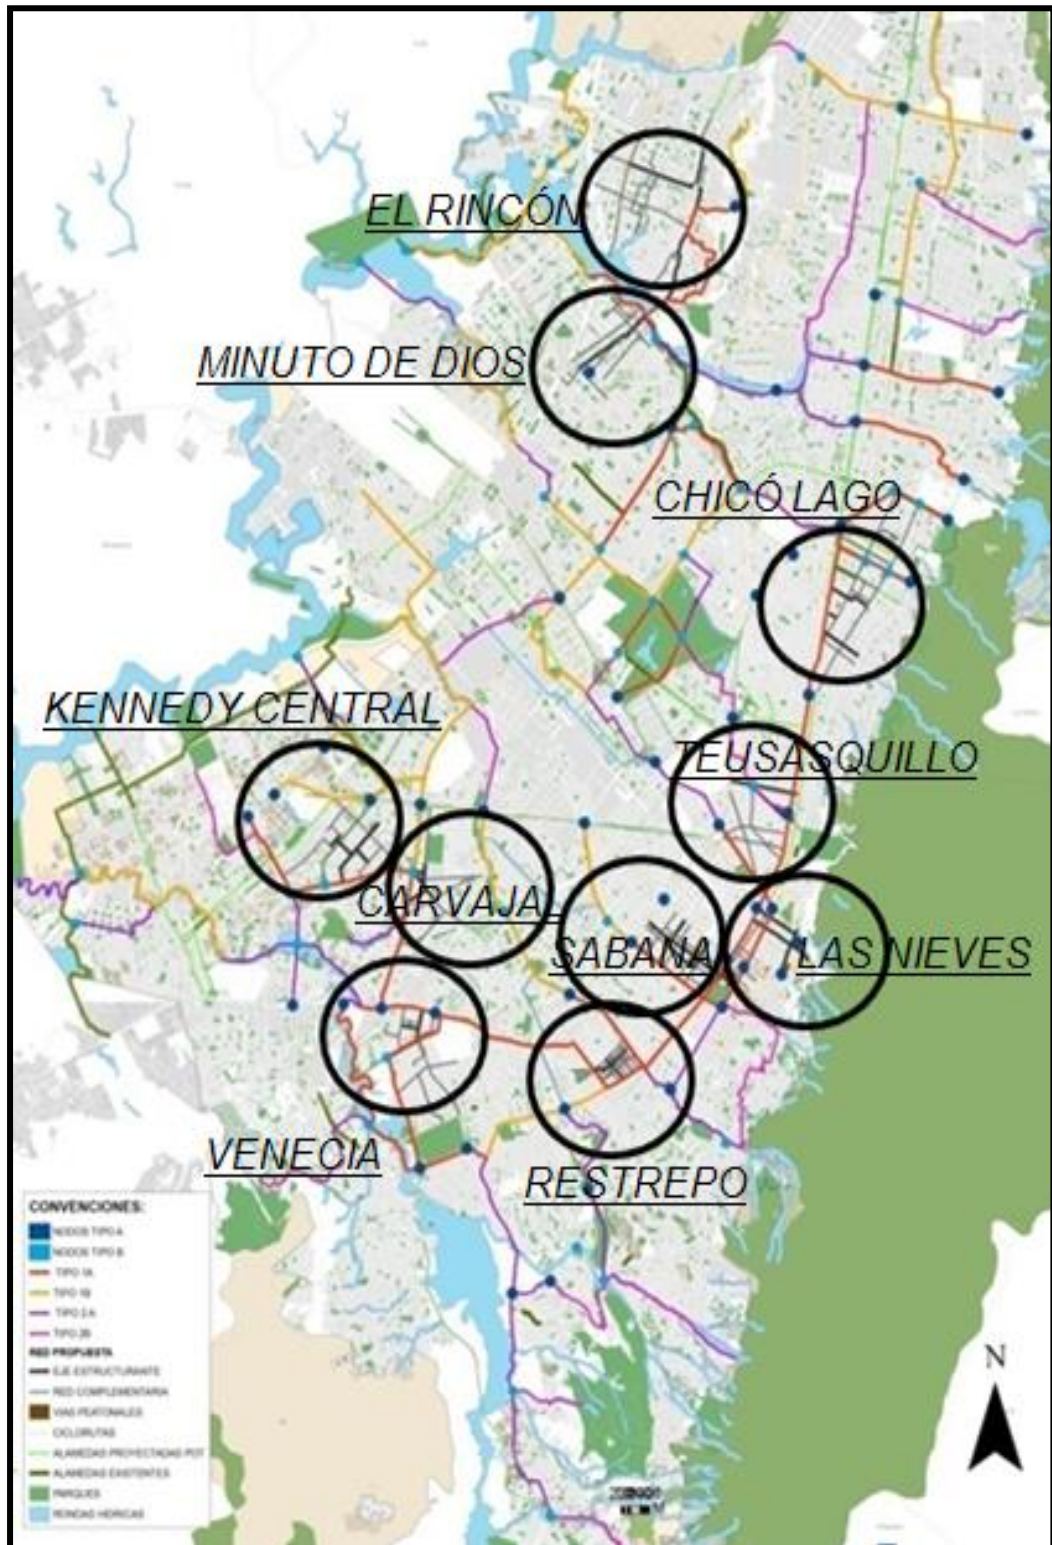 EL RINCÓN
MINUTO DE DIOS
CHICÓ LAGO
KENNEDY CENTRAL
TEUSAQUILLO
CARVAJAL
SABANA
LAS NIEVES
VENECIA
RESTREPO
CONVENCIONES:
NODOS TIPO A
NODOS TIPO B
TIPO 1A
TIPO 1B
TIPO 2 A
TIPO 2B
RED PROPUESTA
EJE ESTRUCTURANTE
RED COMPLEMENTARIA
VIAS PEATONALES
CICLORUTAS
ALAMEDAS PROYECTADAS POT
ALAMEDAS EXISTENTES
PARQUES
RONDAS HIDRICAS
N